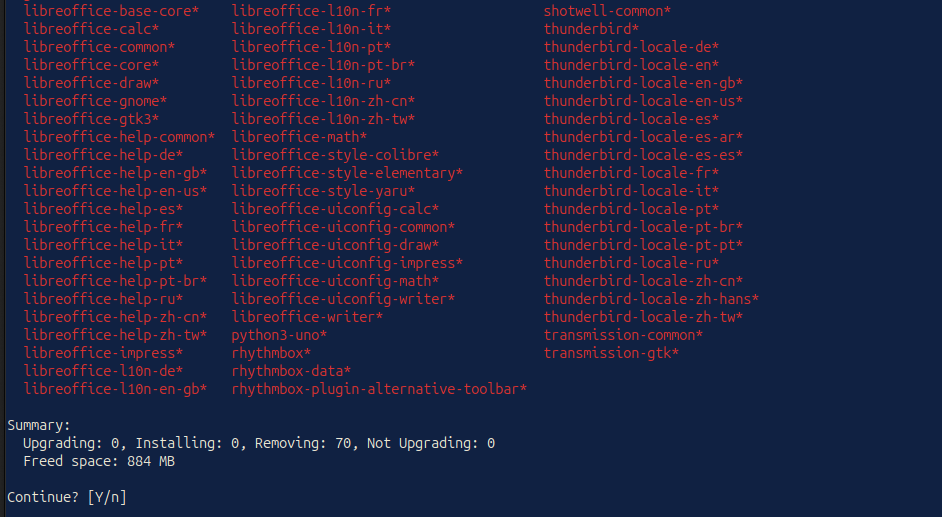 libreoffice-base-core* libreoffice-l10n-fr* shotwell-common*
libreoffice-calc* libreoffice-l10n-it* thunderbird*
libreoffice-common* libreoffice-l10n-pt* thunderbird-locale-de*
libreoffice-core* libreoffice-l10n-pt-br* thunderbird-locale-en*
libreoffice-draw* libreoffice-l10n-ru* thunderbird-locale-en-gb*
libreoffice-gnome* libreoffice-l10n-zh-cn* thunderbird-locale-en-us*
libreoffice-gtk3* libreoffice-l10n-zh-tw* thunderbird-locale-es*
libreoffice-help-common* libreoffice-math* thunderbird-locale-es-ar*
libreoffice-help-de* libreoffice-style-colibre* thunderbird-locale-es-es*
libreoffice-help-en-gb* libreoffice-style-elementary* thunderbird-locale-fr*
libreoffice-help-en-us* libreoffice-style-yaru* thunderbird-locale-it*
libreoffice-help-es* libreoffice-uiconfig-calc* thunderbird-locale-pt*
libreoffice-help-fr* libreoffice-uiconfig-common* thunderbird-locale-pt-br*
libreoffice-help-it* libreoffice-uiconfig-draw* thunderbird-locale-pt-pt*
libreoffice-help-pt* libreoffice-uiconfig-impress* thunderbird-locale-ru*
libreoffice-help-pt-br* libreoffice-uiconfig-math* thunderbird-locale-zh-cn*
libreoffice-help-ru* libreoffice-uiconfig-writer* thunderbird-locale-zh-hans*
libreoffice-help-zh-cn* libreoffice-writer* thunderbird-locale-zh-tw*
libreoffice-help-zh-tw* python3-uno* transmission-common*
libreoffice-impress* rhythmbox* transmission-gtk*
libreoffice-l10n-de* rhythmbox-data*
libreoffice-l10n-en-gb* rhythmbox-plugin-alternative-toolbar*
Summary:
Upgrading: 0, Installing: 0, Removing: 70, Not Upgrading: 0
Freed space: 884 MB
Continue? [Y/n]